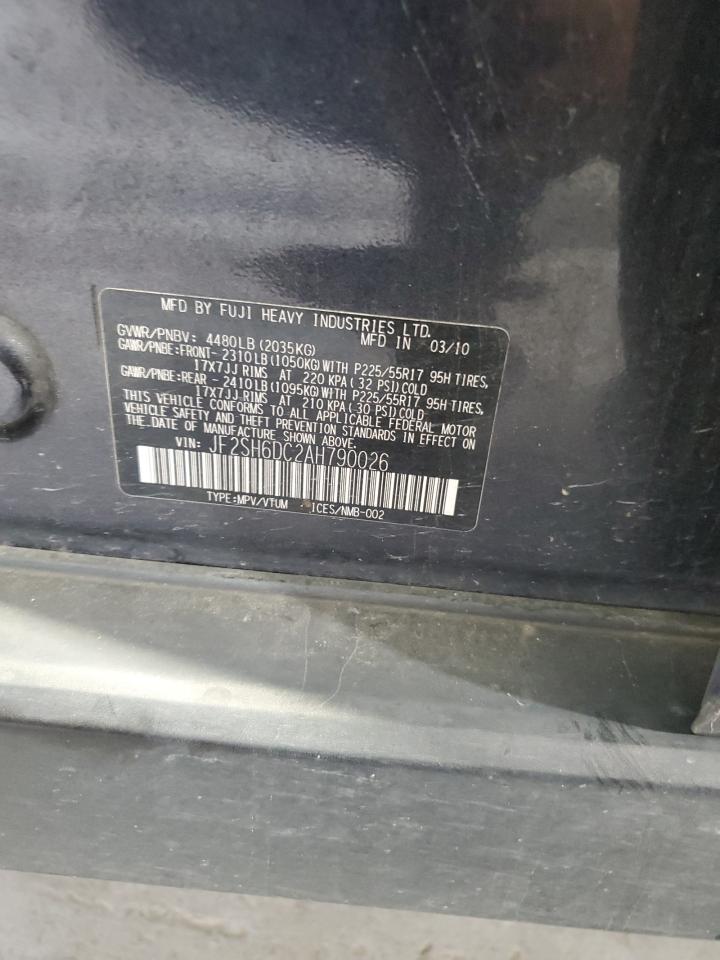 MFD BY FUJI HEAVY INDUSTRIES LTD.
GVWR/PNBV: 4480LB(2035KG) MFD IN 03/10
GAWR/PNBE:FRONT- 2310LB(1050KG)WITH P225/55R17 95H TIRES,
17X7JJ RIMS AT 220 KPA( 32 PSI)COLD
GAWR/PNBE:REAR - 2410LB(1095KG)WITH P225/55R17 95H TIRES,
17X7JJ RIMS AT 210 KPA( 30 PSI)COLD
THIS VEHICLE CONFORMS TO ALL APPLICABLE FEDERAL MOTOR
VEHICLE SAFETY AND THEFT PREVENTION STANDARDS IN EFFECT ON
THE DATE OF MANUFACTURE SHOWN ABOVE.
VIN: JF2SH6DC2AH790026
TYPE:MPV/VTUM ICES/NMB-002